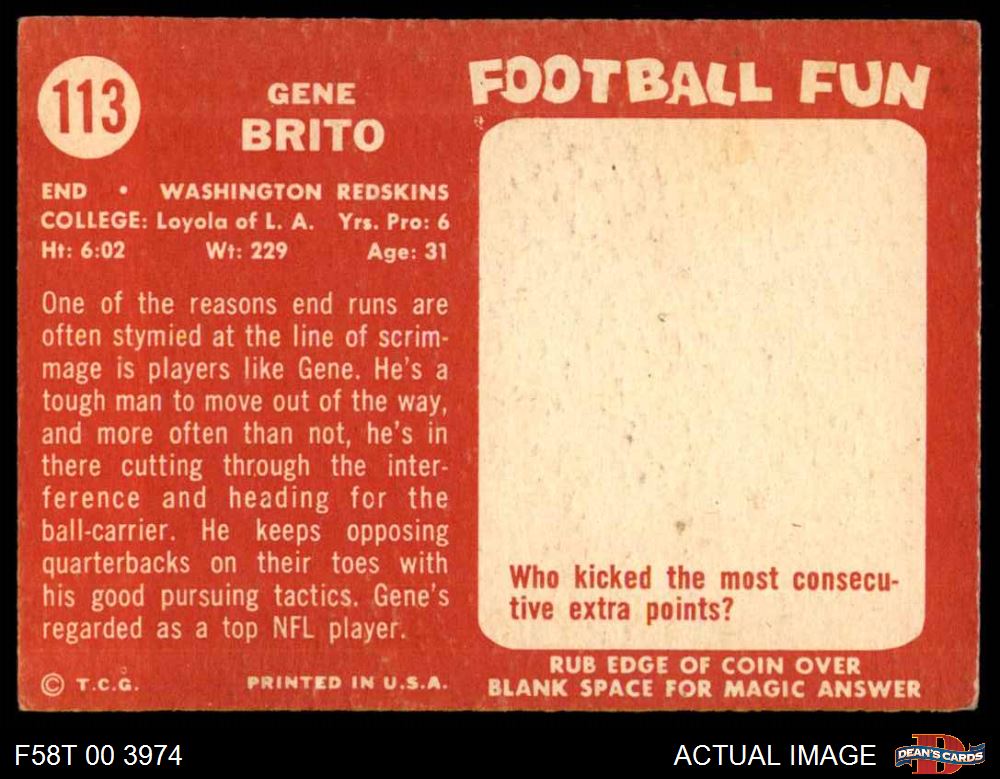 113
GENE
BRITO
END • WASHINGTON REDSKINS
COLLEGE: Loyola of L. A. Yrs. Pro: 6
Ht: 6:02 Wt: 229 Age: 31
One of the reasons end runs are
often stymied at the line of scrim-
mage is players like Gene. He's a
tough man to move out of the way,
and more often than not, he's in
there cutting through the inter-
ference and heading for the
ball-carrier. He keeps opposing
quarterbacks on their toes with
his good pursuing tactics. Gene's
regarded as a top NFL player.
© T.C.G. PRINTED IN U.S.A.
FOOTBALL FUN
Who kicked the most consecu-
tive extra points?
RUB EDGE OF COIN OVER
BLANK SPACE FOR MAGIC ANSWER
F58T 00 3974
ACTUAL IMAGE
D
DEAN'S CARDS